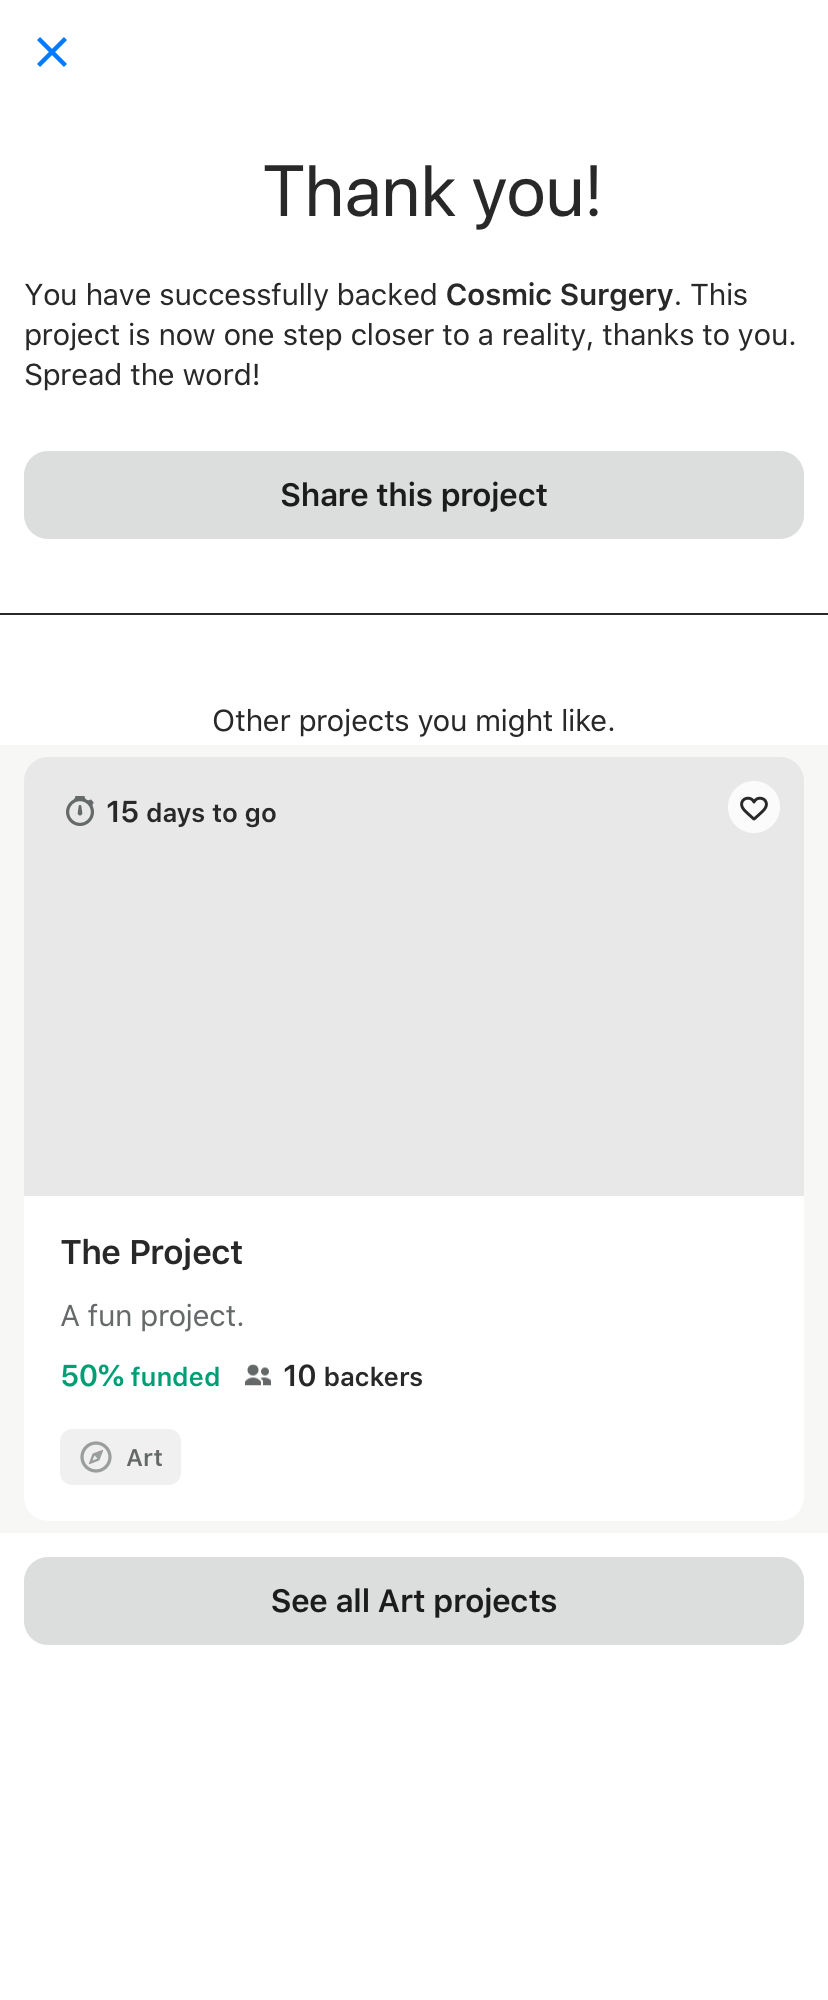 Thank you!
You have successfully backed Cosmic Surgery. This
project is now one step closer to a reality, thanks to you.
Spread the word!
Share this project
Other projects you might like.
15 days to go
The Project
A fun project.
50% funded 10 backers
Art
See all Art projects